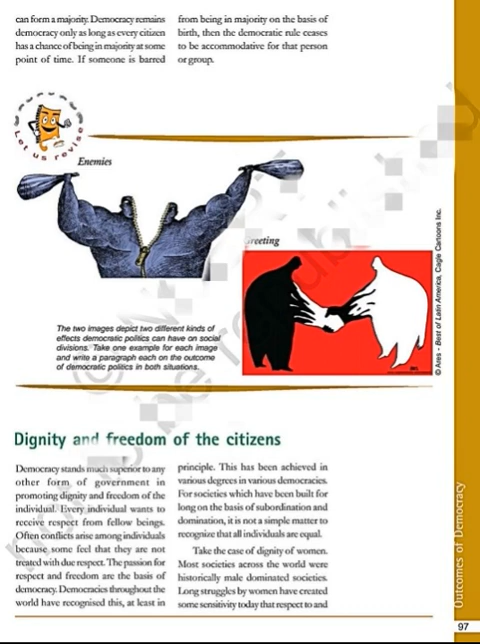 can form a majority. Democracy remains
democracy only as long as every citizen
has a chance of being in majority at some
point of time. If someone is barred
from being in majority on the basis of
birth, then the democratic rule ceases
to be accommodative for that person
or group.
Let us revise
Enemies
reeting
© Ares - Best of Latin America, Cagle Cartoons Inc.
The two images depict two different kinds of
effects democratic politics can have on social
divisions. Take one example for each image
and write a paragraph each on the outcome
of democratic politics in both situations.
Dignity and freedom of the citizens
Democracy stands much superior to any
other form of government in
promoting dignity and freedom of the
individual. Every individual wants to
receive respect from fellow beings.
Often conflicts arise among individuals
because some feel that they are not
treated with due respect. The passion for
respect and freedom are the basis of
democracy. Democracies throughout the
world have recognised this, at least in
principle. This has been achieved in
various degrees in various democracies.
For societies which have been built for
long on the basis of subordination and
domination, it is not a simple matter to
recognize that all individuals are equal.
Take the case of dignity of women.
Most societies across the world were
historically male dominated societies.
Long struggles by women have created
some sensitivity today that respect to and
Outcomes of Democracy
97